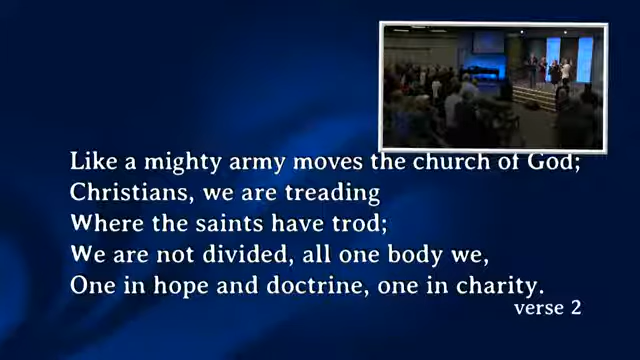 Like a mighty army moves the church of God;
Christians, we are treading
Where the saints have trod;
We are not divided, all one body we,
One in hope and doctrine, one in charity.
verse 2